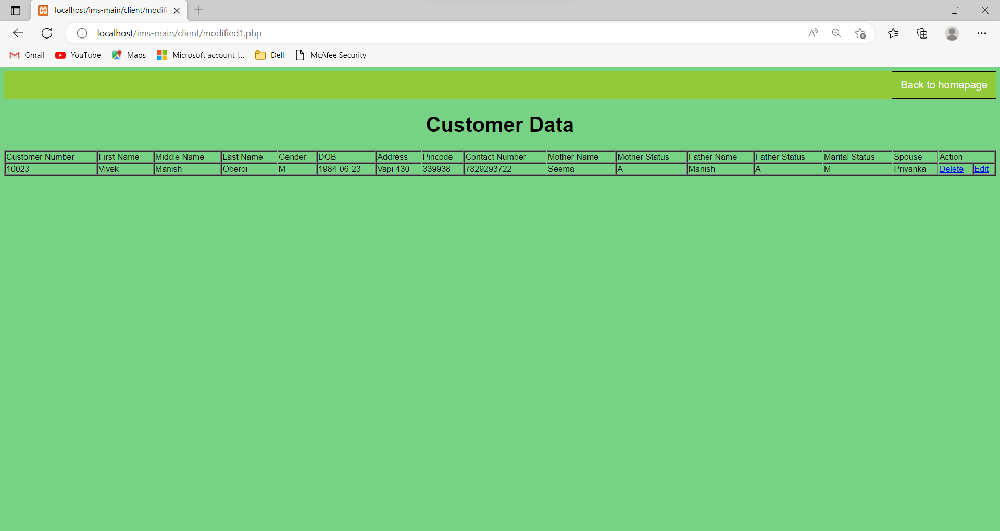 localhost/ims-main/client/modifi
localhost/ims-main/client/modified1.php
Gmail YouTube Maps Microsoft account |... Dell McAfee Security
Back to homepage
Customer Data
Customer Number First Name Middle Name Last Name Gender DOB Address Pincode Contact Number Mother Name Mother Status Father Name Father Status Marital Status Spouse Action
10023 Vivek Manish Oberoi M 1984-06-23 Vapi 430 339938 7829293722 Seema A Manish A M Priyanka Delete Edit